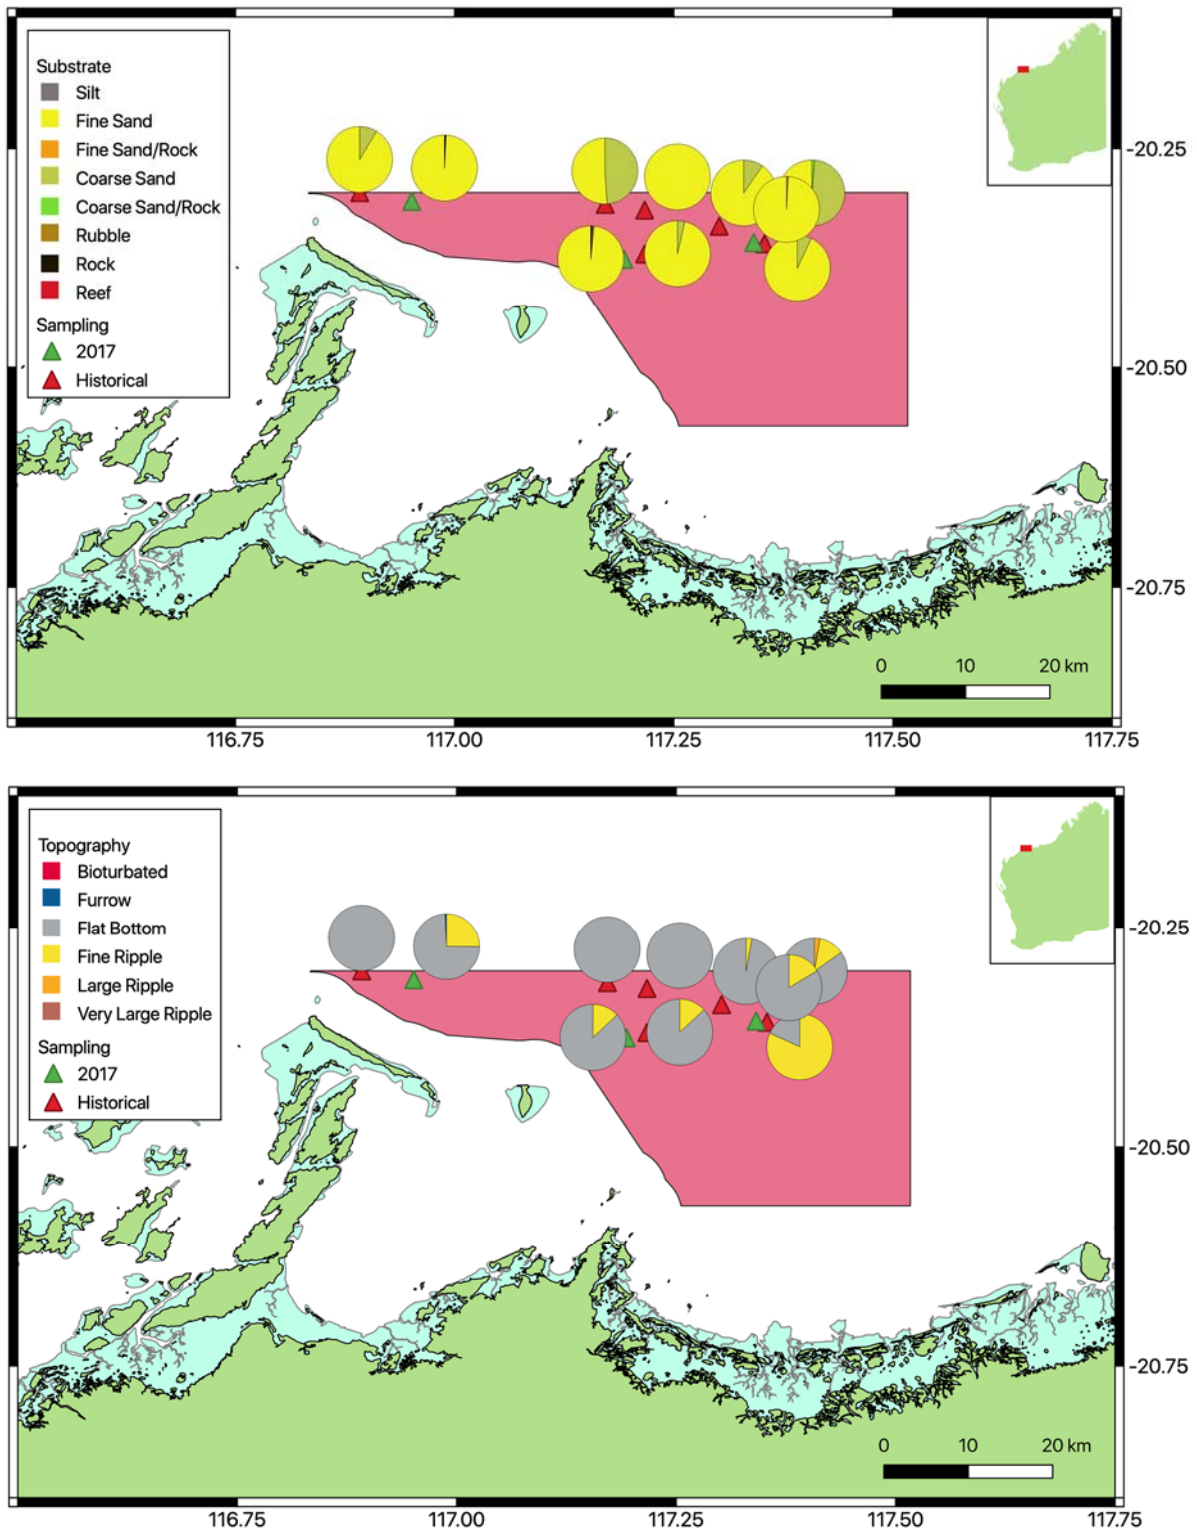 Substrate
Silt
Fine Sand
Fine Sand/Rock
Coarse Sand
Coarse Sand/Rock
Rubble
Rock
Reef
Sampling
2017
Historical
-20.25
-20.50
-20.75
0 10 20 km
116.75 117.00 117.25 117.50 117.75
Topography
Bioturbated
Furrow
Flat Bottom
Fine Ripple
Large Ripple
Very Large Ripple
Sampling
2017
Historical
-20.25
-20.50
-20.75
0 10 20 km
116.75 117.00 117.25 117.50 117.75